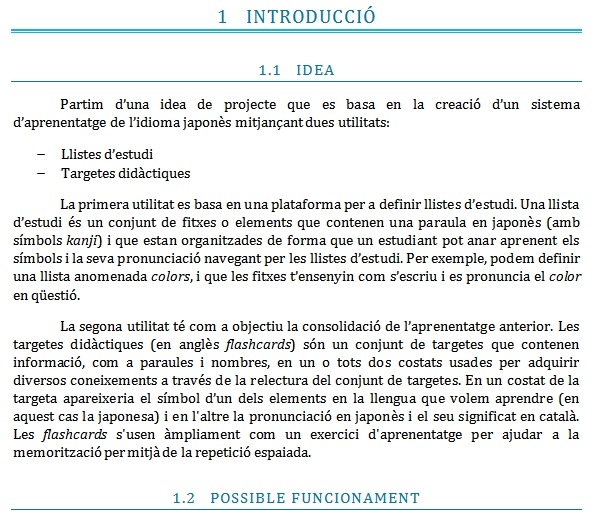 1 INTRODUCCIÓ
1.1 IDEA
Partim d'una idea de projecte que es basa en la creació d'un sistema
d'aprenentatge de l'idioma japonès mitjançant dues utilitats:
– Llistes d'estudi
– Targetes didàctiques
La primera utilitat es basa en una plataforma per a definir llistes d'estudi. Una llista
d'estudi és un conjunt de fitxes o elements que contenen una paraula en japonès (amb
símbols kanji) i que estan organitzades de forma que un estudiant pot anar aprenent els
símbols i la seva pronunciació navegant per les llistes d'estudi. Per exemple, podem definir
una llista anomenada colors, i que les fitxes t'ensenyin com s'escriu i es pronuncia el color
en qüestió.
La segona utilitat té com a objectiu la consolidació de l'aprenentatge anterior. Les
targetes didàctiques (en anglès flashcards) són un conjunt de targetes que contenen
informació, com a paraules i nombres, en un o tots dos costats usades per adquirir
diversos coneixements a través de la relectura del conjunt de targetes. En un costat de la
targeta apareixeria el símbol d'un dels elements en la llengua que volem aprendre (en
aquest cas la japonesa) i en l'altre la pronunciació en japonès i el seu significat en català.
Les flashcards s'usen àmpliament com un exercici d'aprenentatge per ajudar a la
memorització per mitjà de la repetició espaiada.
1.2 POSSIBLE FUNCIONAMENT